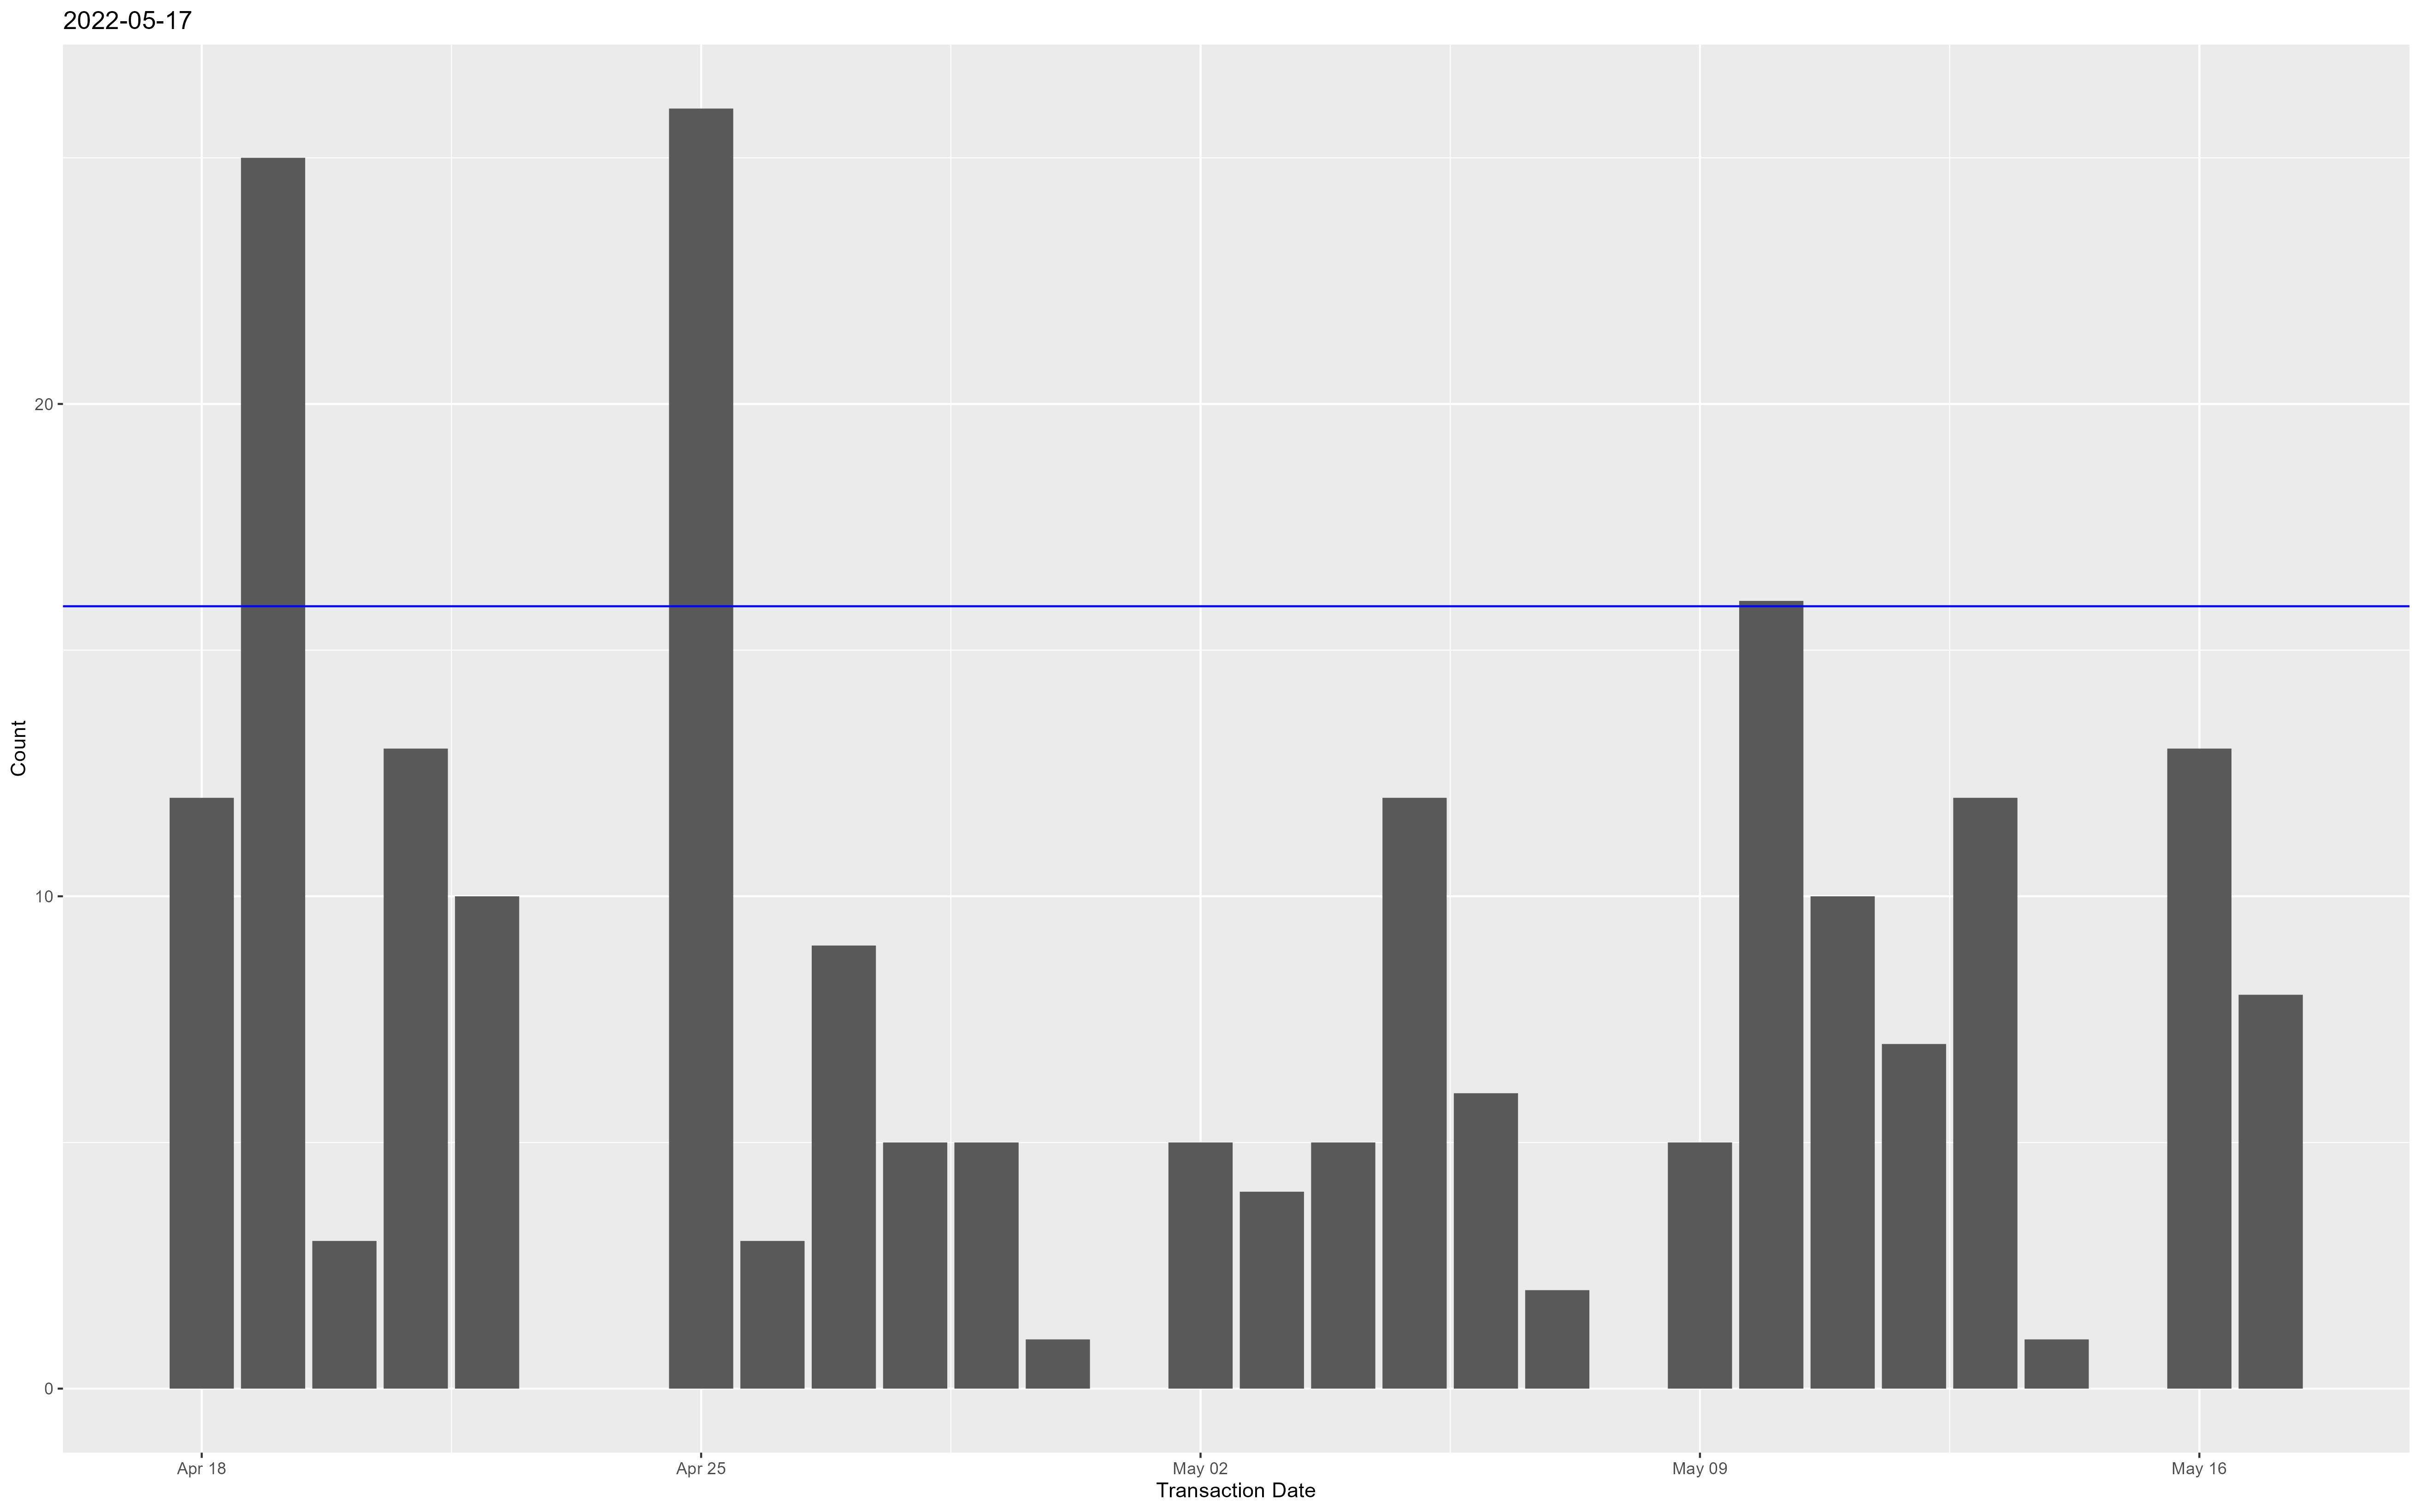 2022-05-17
Count
20
10
0
Apr 18
Apr 25
May 02
May 09
May 16
Transaction Date